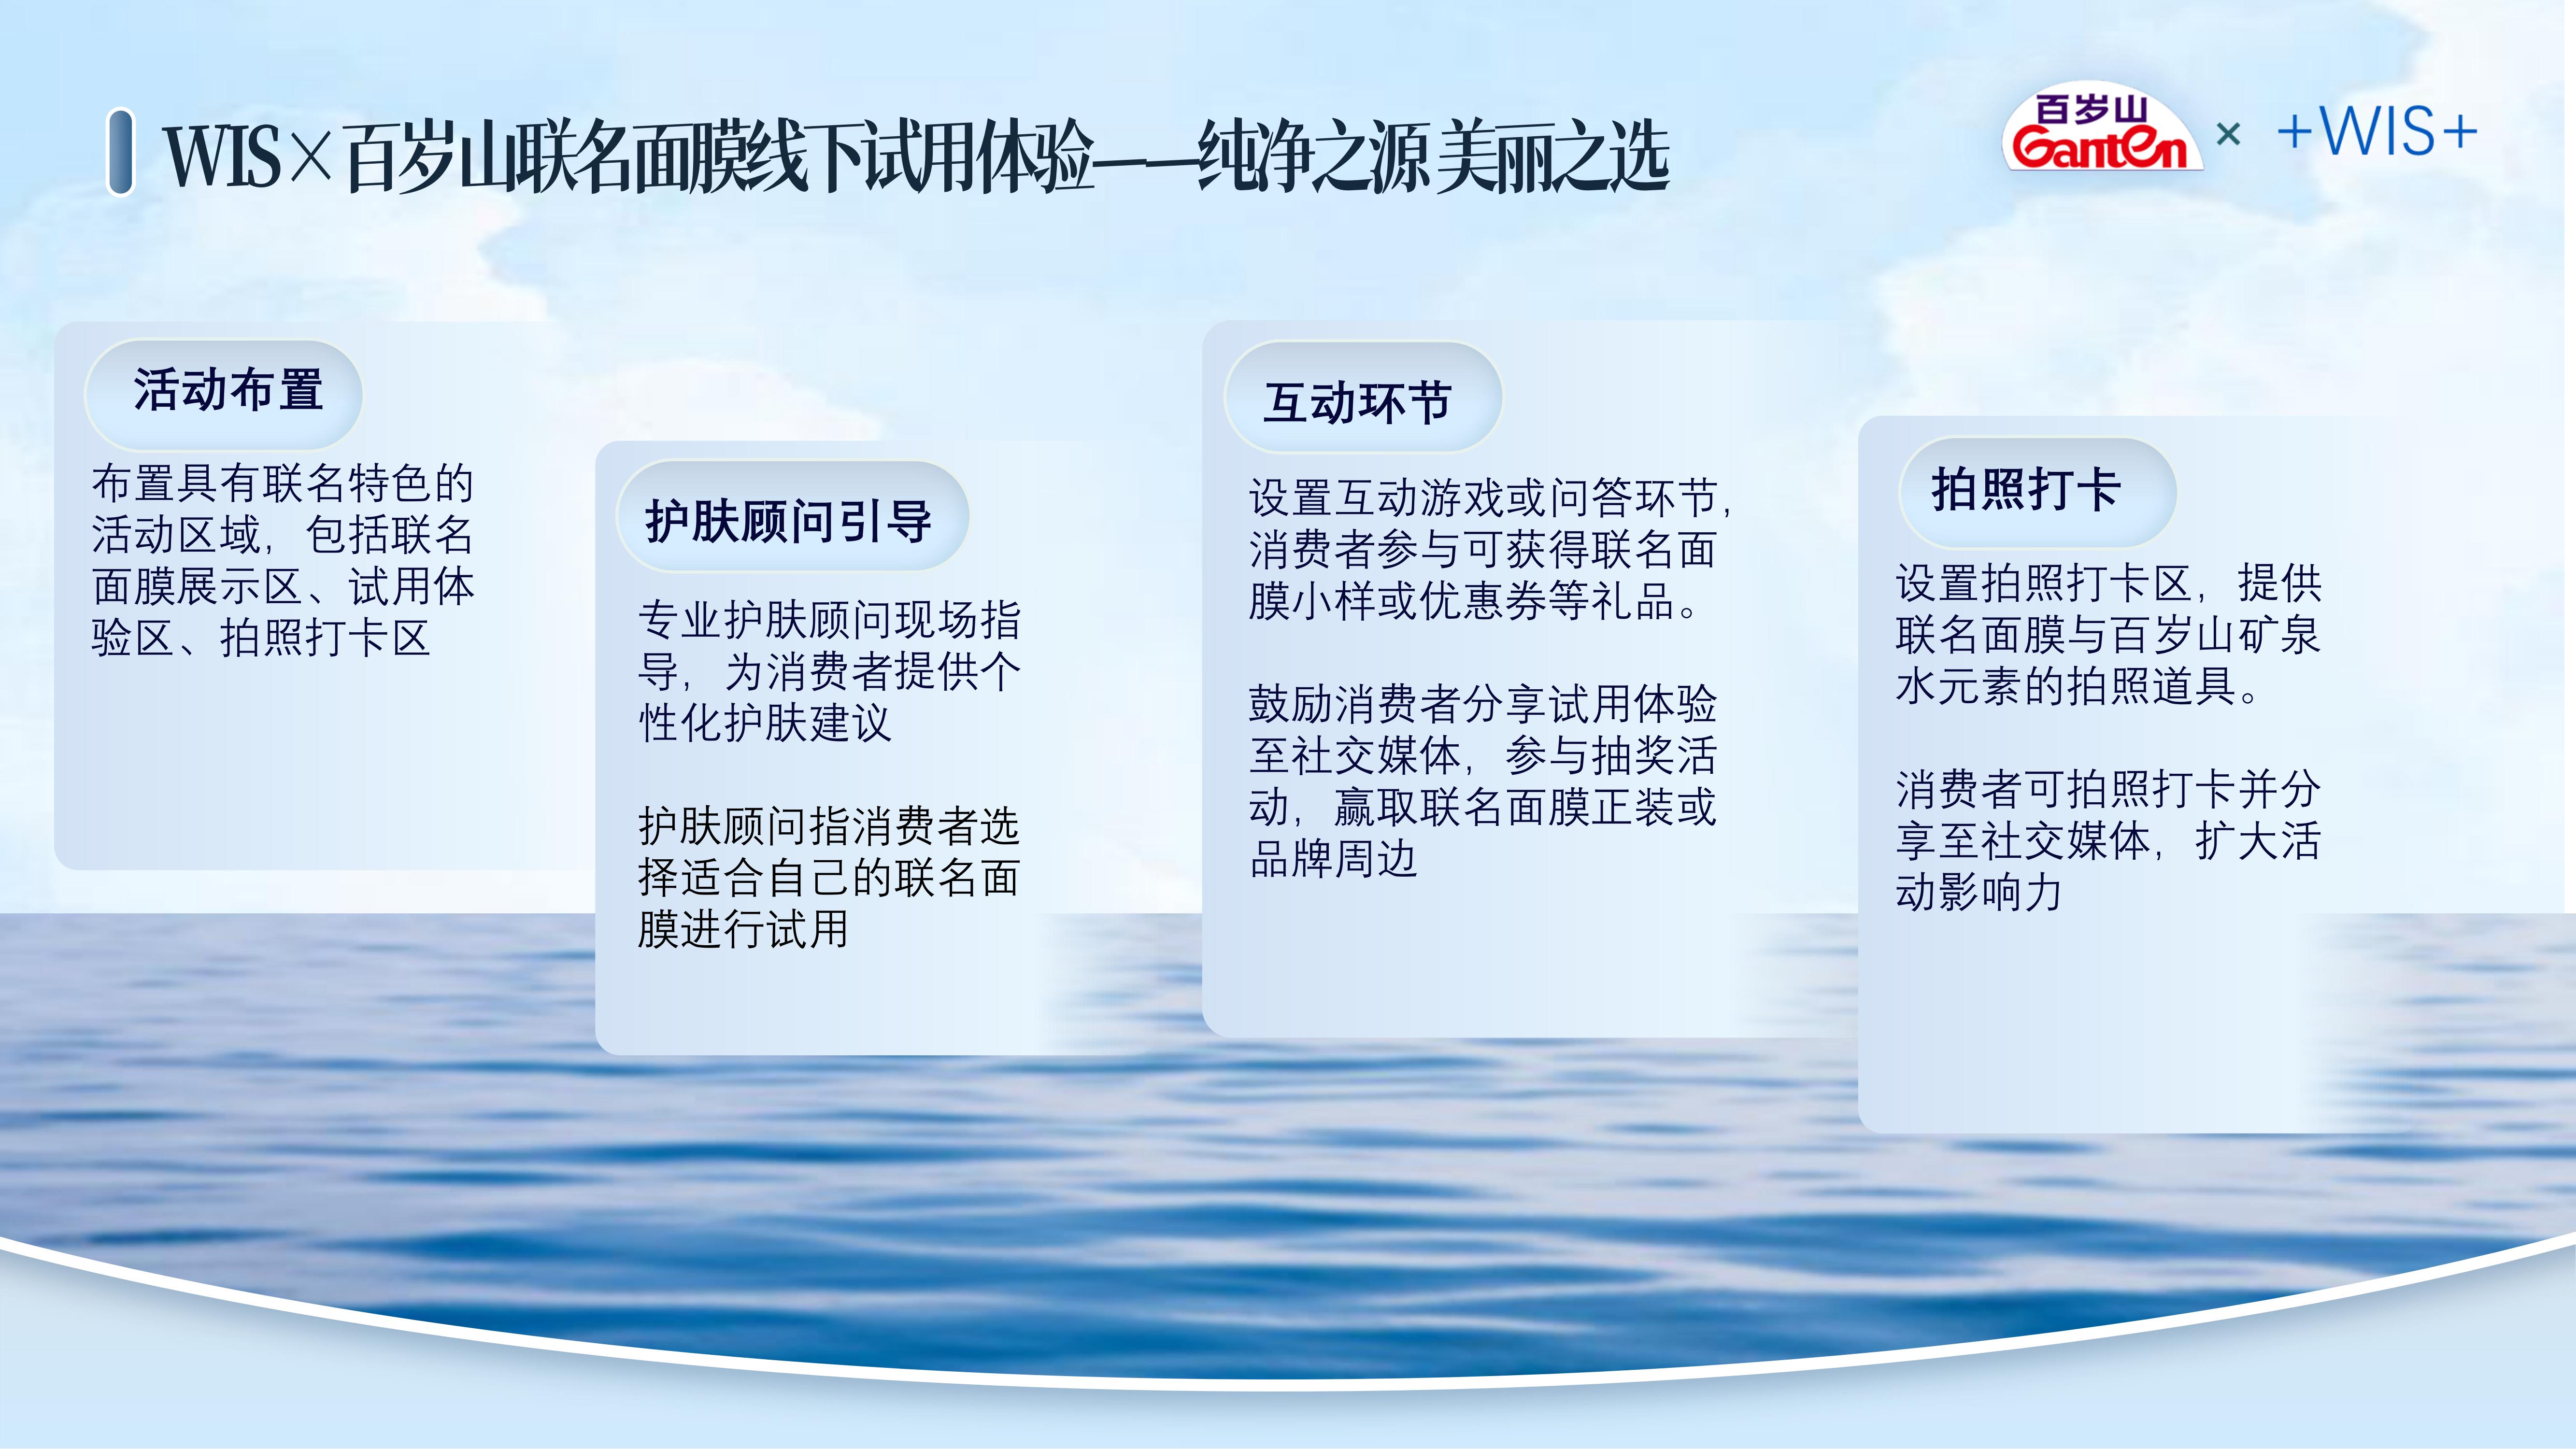 WIS×百岁山联名面膜线下试用体验——纯净之源 美丽之选
百岁山
Ganten
×
+WIS+
活动布置
布置具有联名特色的
活动区域，包括联名
面膜展示区、试用体
验区、拍照打卡区
护肤顾问引导
专业护肤顾问现场指
导，为消费者提供个
性化护肤建议
护肤顾问指消费者选
择适合自己的联名面
膜进行试用
互动环节
设置互动游戏或问答环节，
消费者参与可获得联名面
膜小样或优惠券等礼品。
鼓励消费者分享试用体验
至社交媒体，参与抽奖活
动，赢取联名面膜正装或
品牌周边
拍照打卡
设置拍照打卡区，提供
联名面膜与百岁山矿泉
水元素的拍照道具。
消费者可拍照打卡并分
享至社交媒体，扩大活
动影响力